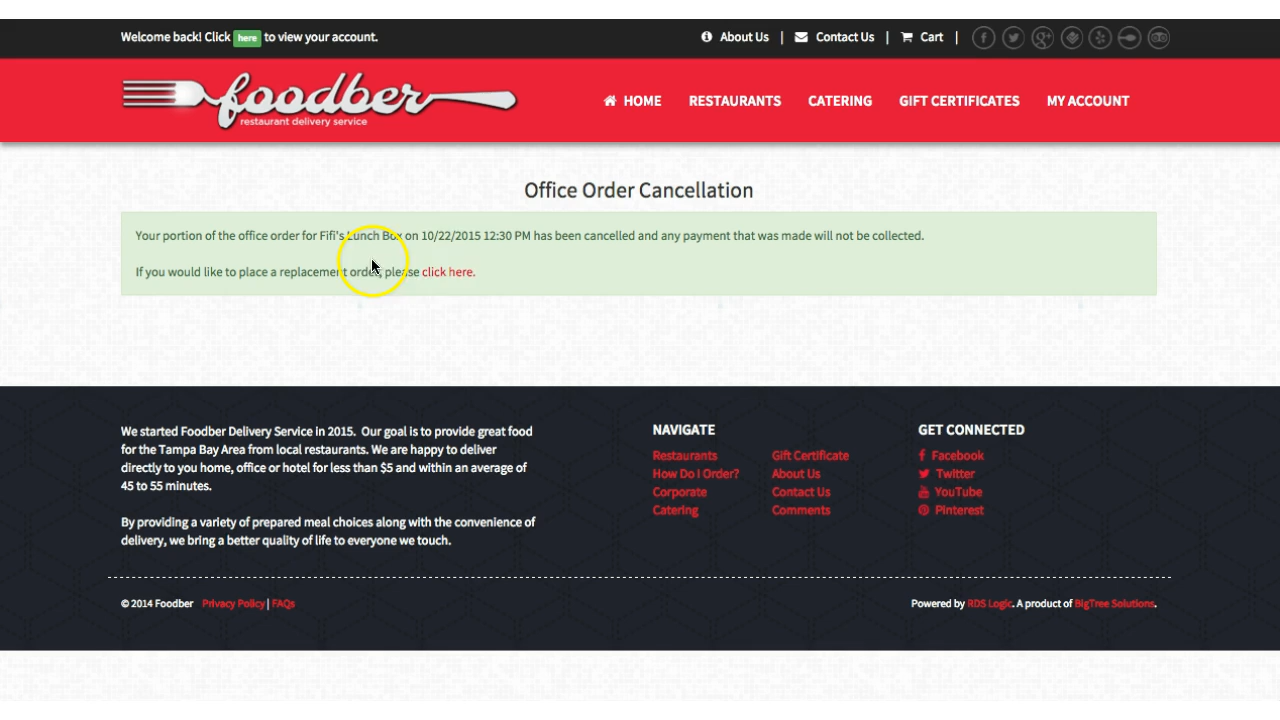 Welcome back! Click here to view your account.
About Us | Contact Us | Cart |
foodber
restaurant delivery service
HOME RESTAURANTS CATERING GIFT CERTIFICATES MY ACCOUNT
Office Order Cancellation
Your portion of the office order for Fifi's Lunch Box on 10/22/2015 12:30 PM has been cancelled and any payment that was made will not be collected.
If you would like to place a replacement order, please click here.
We started Foodber Delivery Service in 2015. Our goal is to provide great food
for the Tampa Bay Area from local restaurants. We are happy to deliver
directly to you home, office or hotel for less than $5 and within an average of
45 to 55 minutes.
By providing a variety of prepared meal choices along with the convenience of
delivery, we bring a better quality of life to everyone we touch.
NAVIGATE
Restaurants Gift Certificate
How Do I Order? About Us
Corporate Contact Us
Catering Comments
GET CONNECTED
Facebook
Twitter
YouTube
Pinterest
© 2014 Foodber Privacy Policy | FAQs
Powered by RDS Logic. A product of BigTree Solutions.